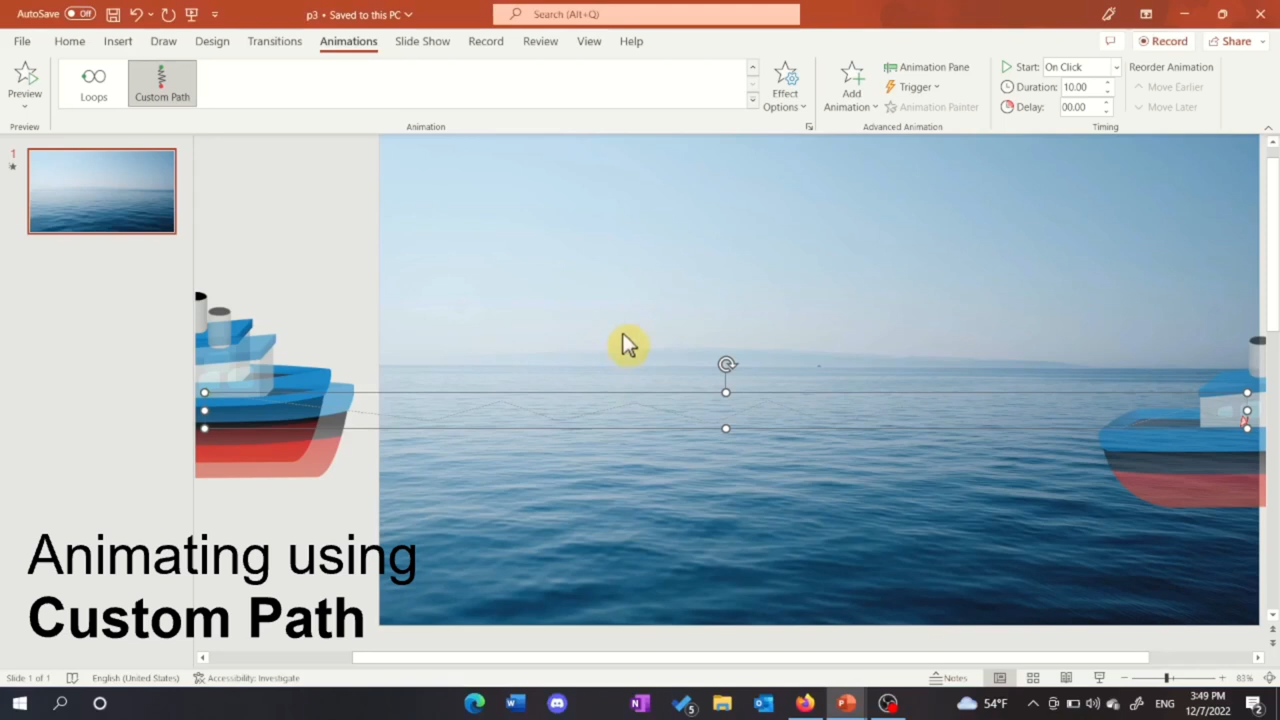 AutoSave Off
p3 • Saved to this PC
Search (Alt+Q)
File Home Insert Draw Design Transitions Animations Slide Show Record Review View Help
Record Share
Preview
Loops
Custom Path
Effect Options
Add Animation
Animation Pane
Trigger
Animation Painter
Start: On Click
Duration: 10.00
Delay: 00.00
Reorder Animation
Move Earlier
Move Later
Preview Animation Advanced Animation Timing
1
Animating using
Custom Path
Slide 1 of 1 English (United States) Accessibility: Investigate Notes 83%
5
54°F ENG
3:49 PM
12/7/2022
2